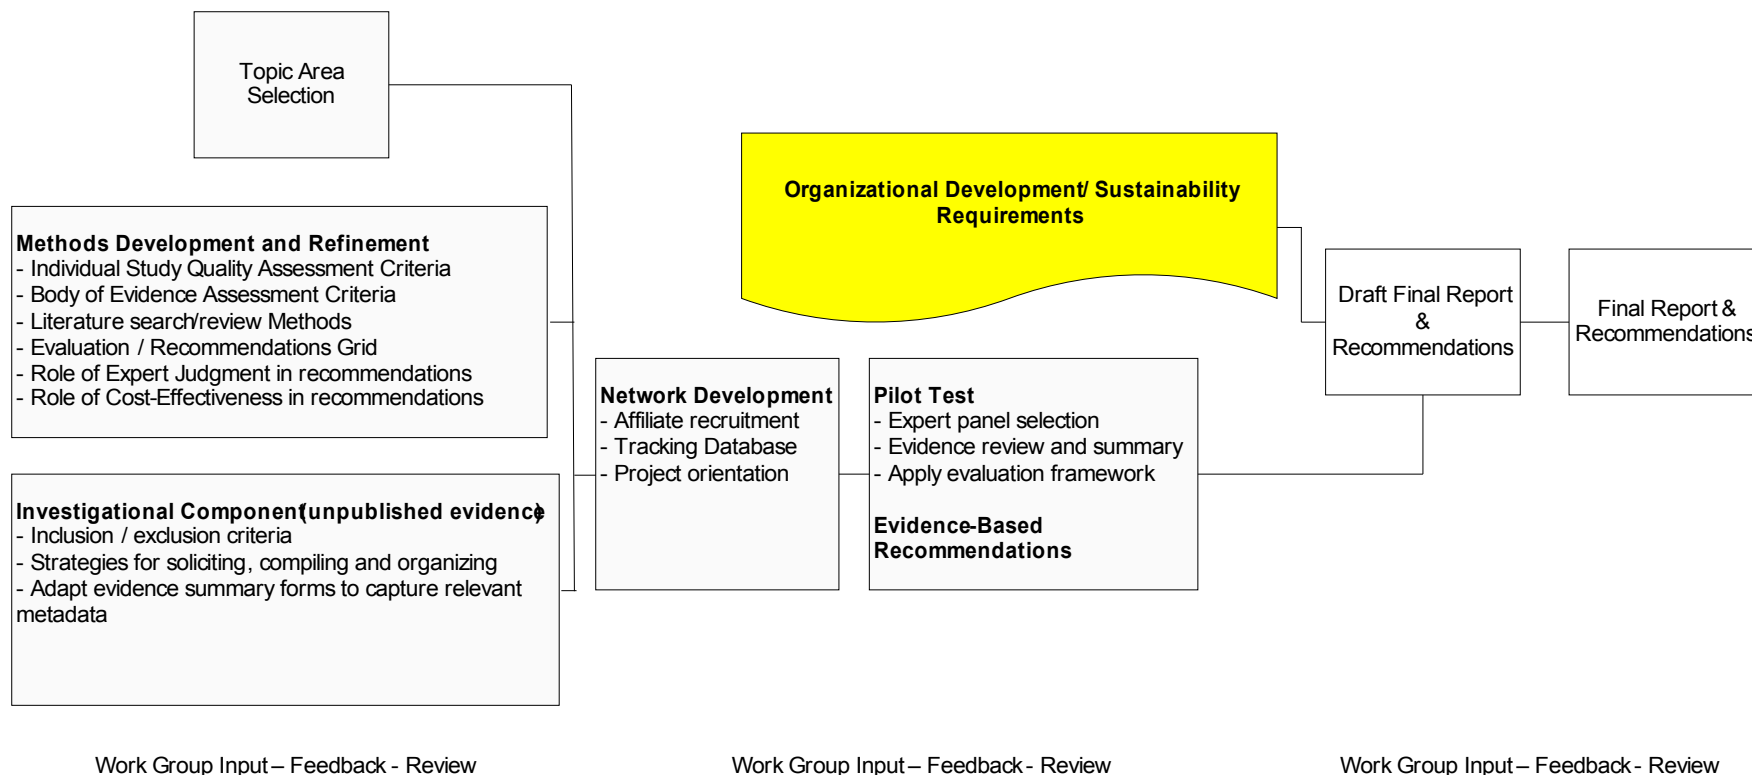 Topic Area
Selection
Methods Development and Refinement
- Individual Study Quality Assessment Criteria
- Body of Evidence Assessment Criteria
- Literature search/review Methods
- Evaluation / Recommendations Grid
- Role of Expert Judgment in recommendations
- Role of Cost-Effectiveness in recommendations
Investigational Component (unpublished evidence)
- Inclusion / exclusion criteria
- Strategies for soliciting, compiling and organizing
- Adapt evidence summary forms to capture relevant
metadata
Organizational Development/ Sustainability
Requirements
Network Development
- Affiliate recruitment
- Tracking Database
- Project orientation
Pilot Test
- Expert panel selection
- Evidence review and summary
- Apply evaluation framework
Evidence-Based
Recommendations
Draft Final Report
&
Recommendations
Final Report &
Recommendations
Work Group Input – Feedback - Review
Work Group Input – Feedback - Review
Work Group Input – Feedback - Review